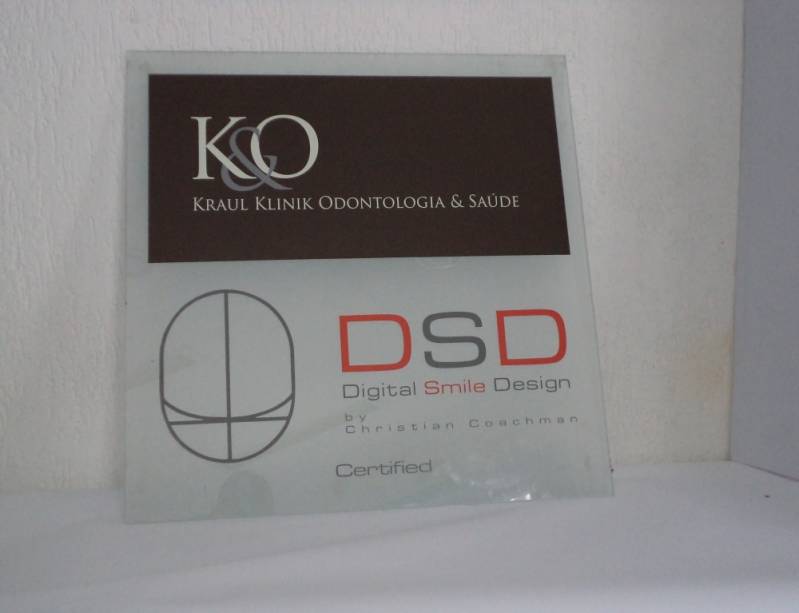 K&O
KRAUL KLINIK ODONTOLOGIA & SAÚDE
DSD
Digital Smile Design
by
Christian Coachman
Certified